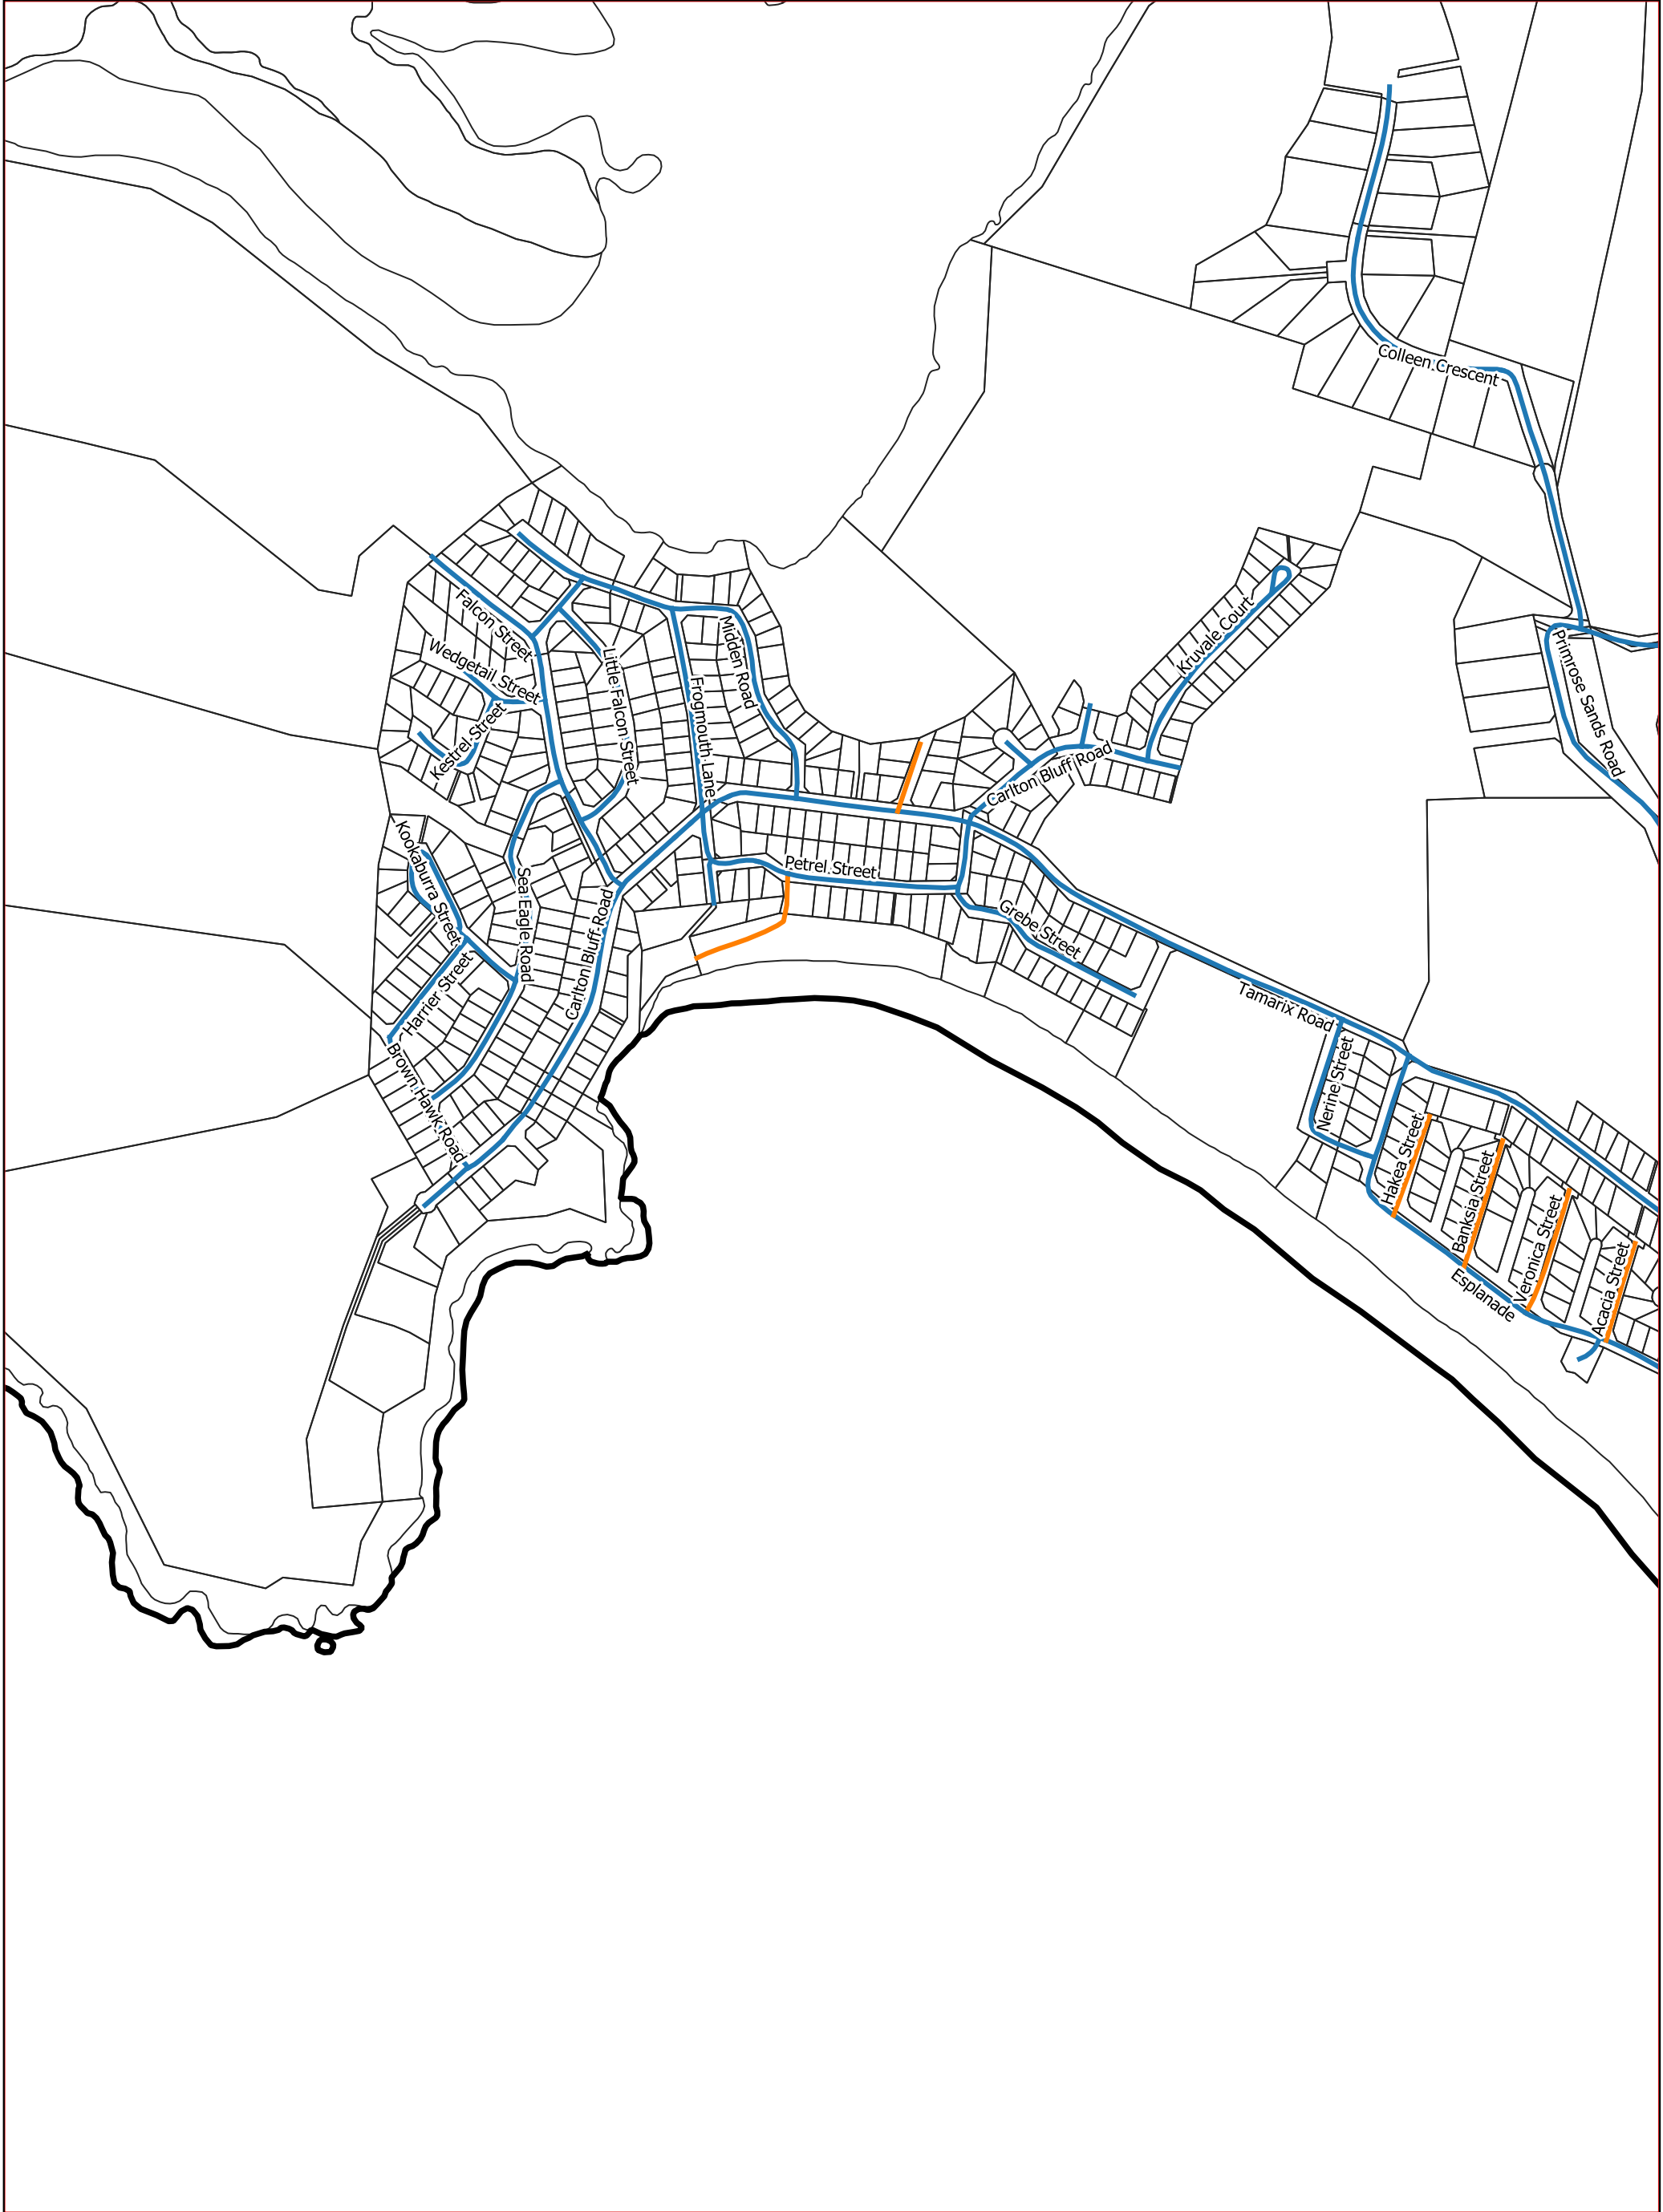 Colleen Crescent
Falcon Street
Kruvale Court
Midden Road
Primrose Sands Road
Wedgetail Street
Little Falcon Street
Frogmouth Lane
Kestrel Street
Carlton Bluff Road
Kookaburra Street
Petrel Street
Sea Eagle Road
Carlton Bluff Road
Grebe Street
Harrier Street
Tamarix Road
Brown Hawk Road
Nerine Street
Hakea Street
Banksia Street
Veronica Street
Acacia Street
Esplanade